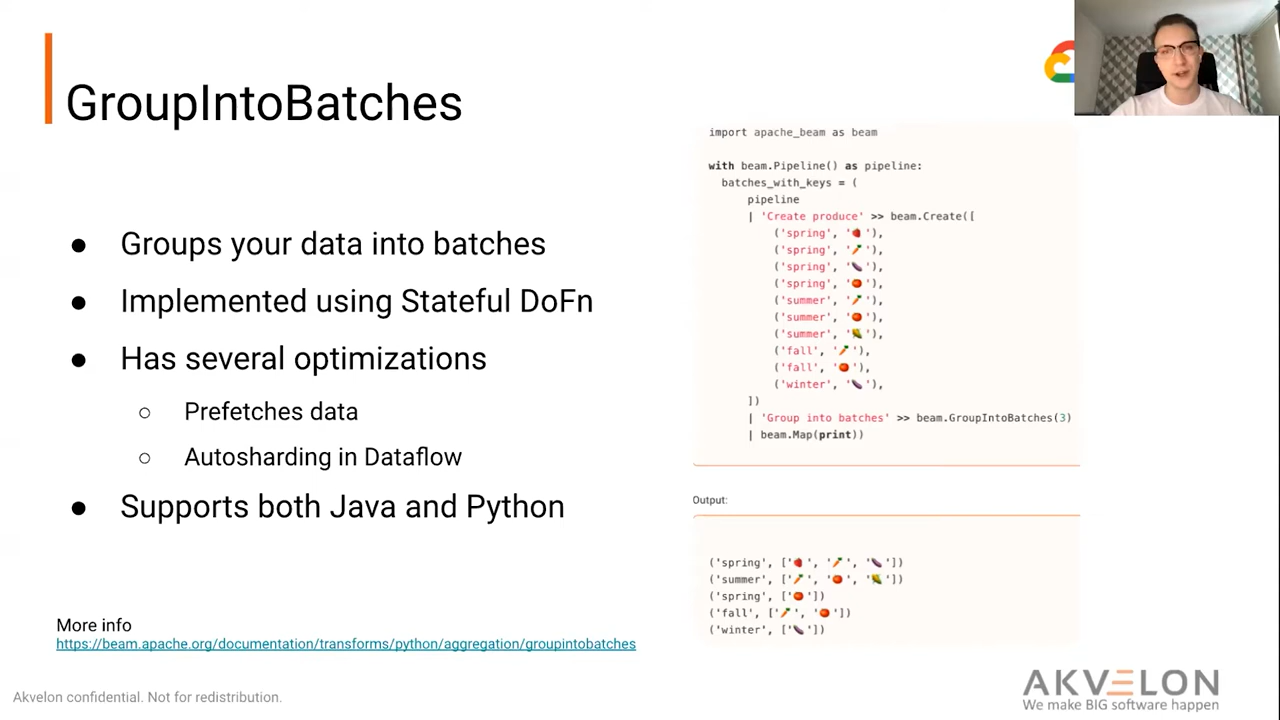 GroupIntoBatches
● Groups your data into batches
● Implemented using Stateful DoFn
● Has several optimizations
○ Prefetches data
○ Autosharding in Dataflow
● Supports both Java and Python
More info
https://beam.apache.org/documentation/transforms/python/aggregation/groupintobatches
Akvelon confidential. Not for redistribution.
import apache_beam as beam
with beam.Pipeline() as pipeline:
batches_with_keys = (
pipeline
| 'Create produce' >> beam.Create([
('spring', '🍓'),
('spring', '🥕'),
('spring', '🍆'),
('spring', '🍅'),
('summer', '🥕'),
('summer', '🍅'),
('summer', '🌽'),
('fall', '🥕'),
('fall', '🍅'),
('winter', '🍆'),
])
| 'Group into batches' >> beam.GroupIntoBatches(3)
| beam.Map(print))
Output:
('spring', ['🍓', '🥕', '🍆'])
('summer', ['🥕', '🍅', '🌽'])
('spring', ['🍅'])
('fall', ['🥕', '🍅'])
('winter', ['🍆'])
AKVELON
We make BIG software happen